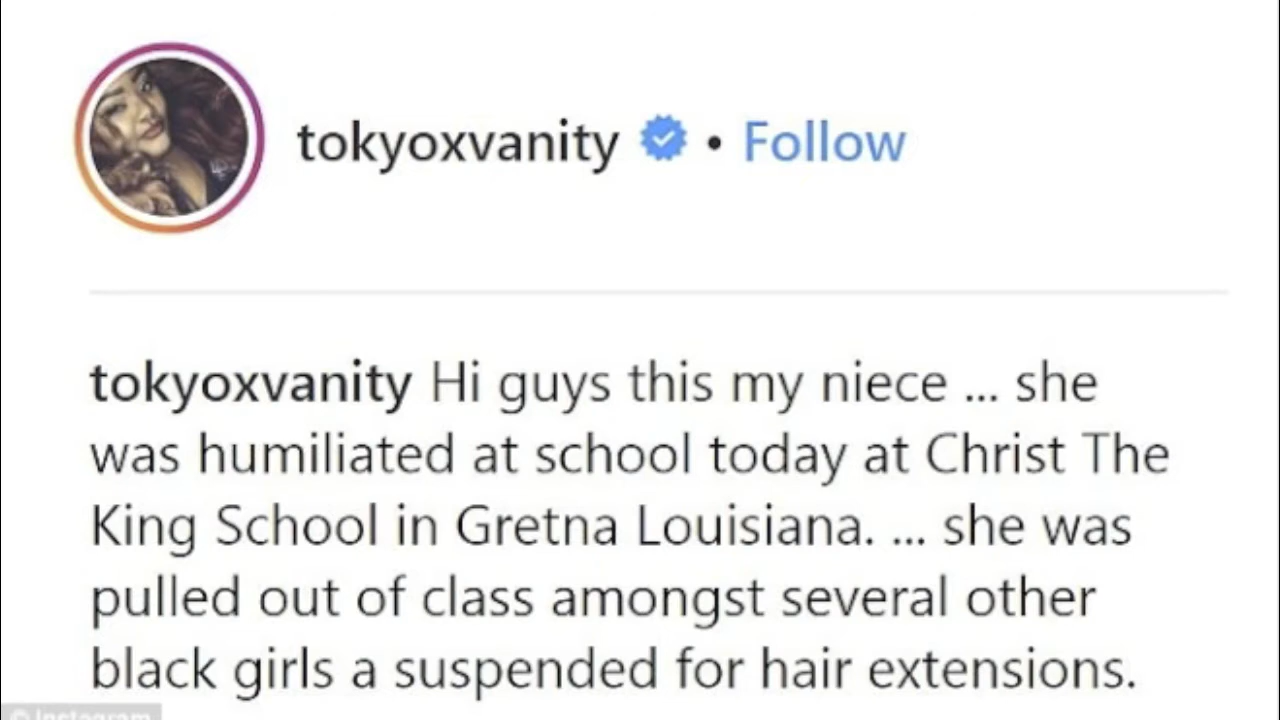 tokyoxvanity • Follow
tokyoxvanity Hi guys this my niece ... she
was humiliated at school today at Christ The
King School in Gretna Louisiana. ... she was
pulled out of class amongst several other
black girls a suspended for hair extensions.
© Instagram